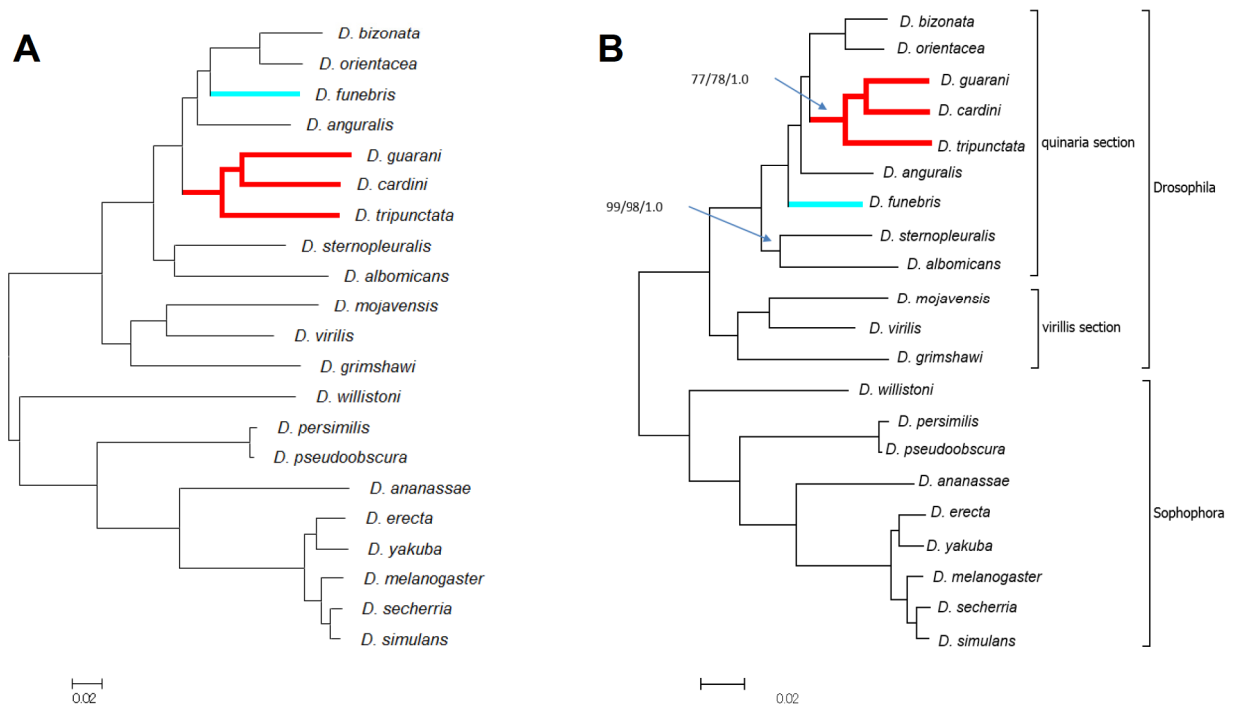 A
D. bizonata
D. orientacea
D. funebris
D. anguralis
D. guarani
D. cardini
D. tripunctata
D. sternopleuralis
D. albomicans
D. mojavensis
D. virilis
D. grimshawi
D. willistoni
D. persimilis
D. pseudoobscura
D. ananassae
D. erecta
D. yakuba
D. melanogaster
D. secherria
D. simulans
0.02
B
77/78/1.0
99/98/1.0
D. bizonata
D. orientacea
D. guarani
D. cardini
D. tripunctata
D. anguralis
D. funebris
D. sternopleuralis
D. albomicans
D. mojavensis
D. virilis
D. grimshawi
D. willistoni
D. persimilis
D. pseudoobscura
D. ananassae
D. erecta
D. yakuba
D. melanogaster
D. secherria
D. simulans
quinaria section
virillis section
Drosophila
Sophophora
0.02